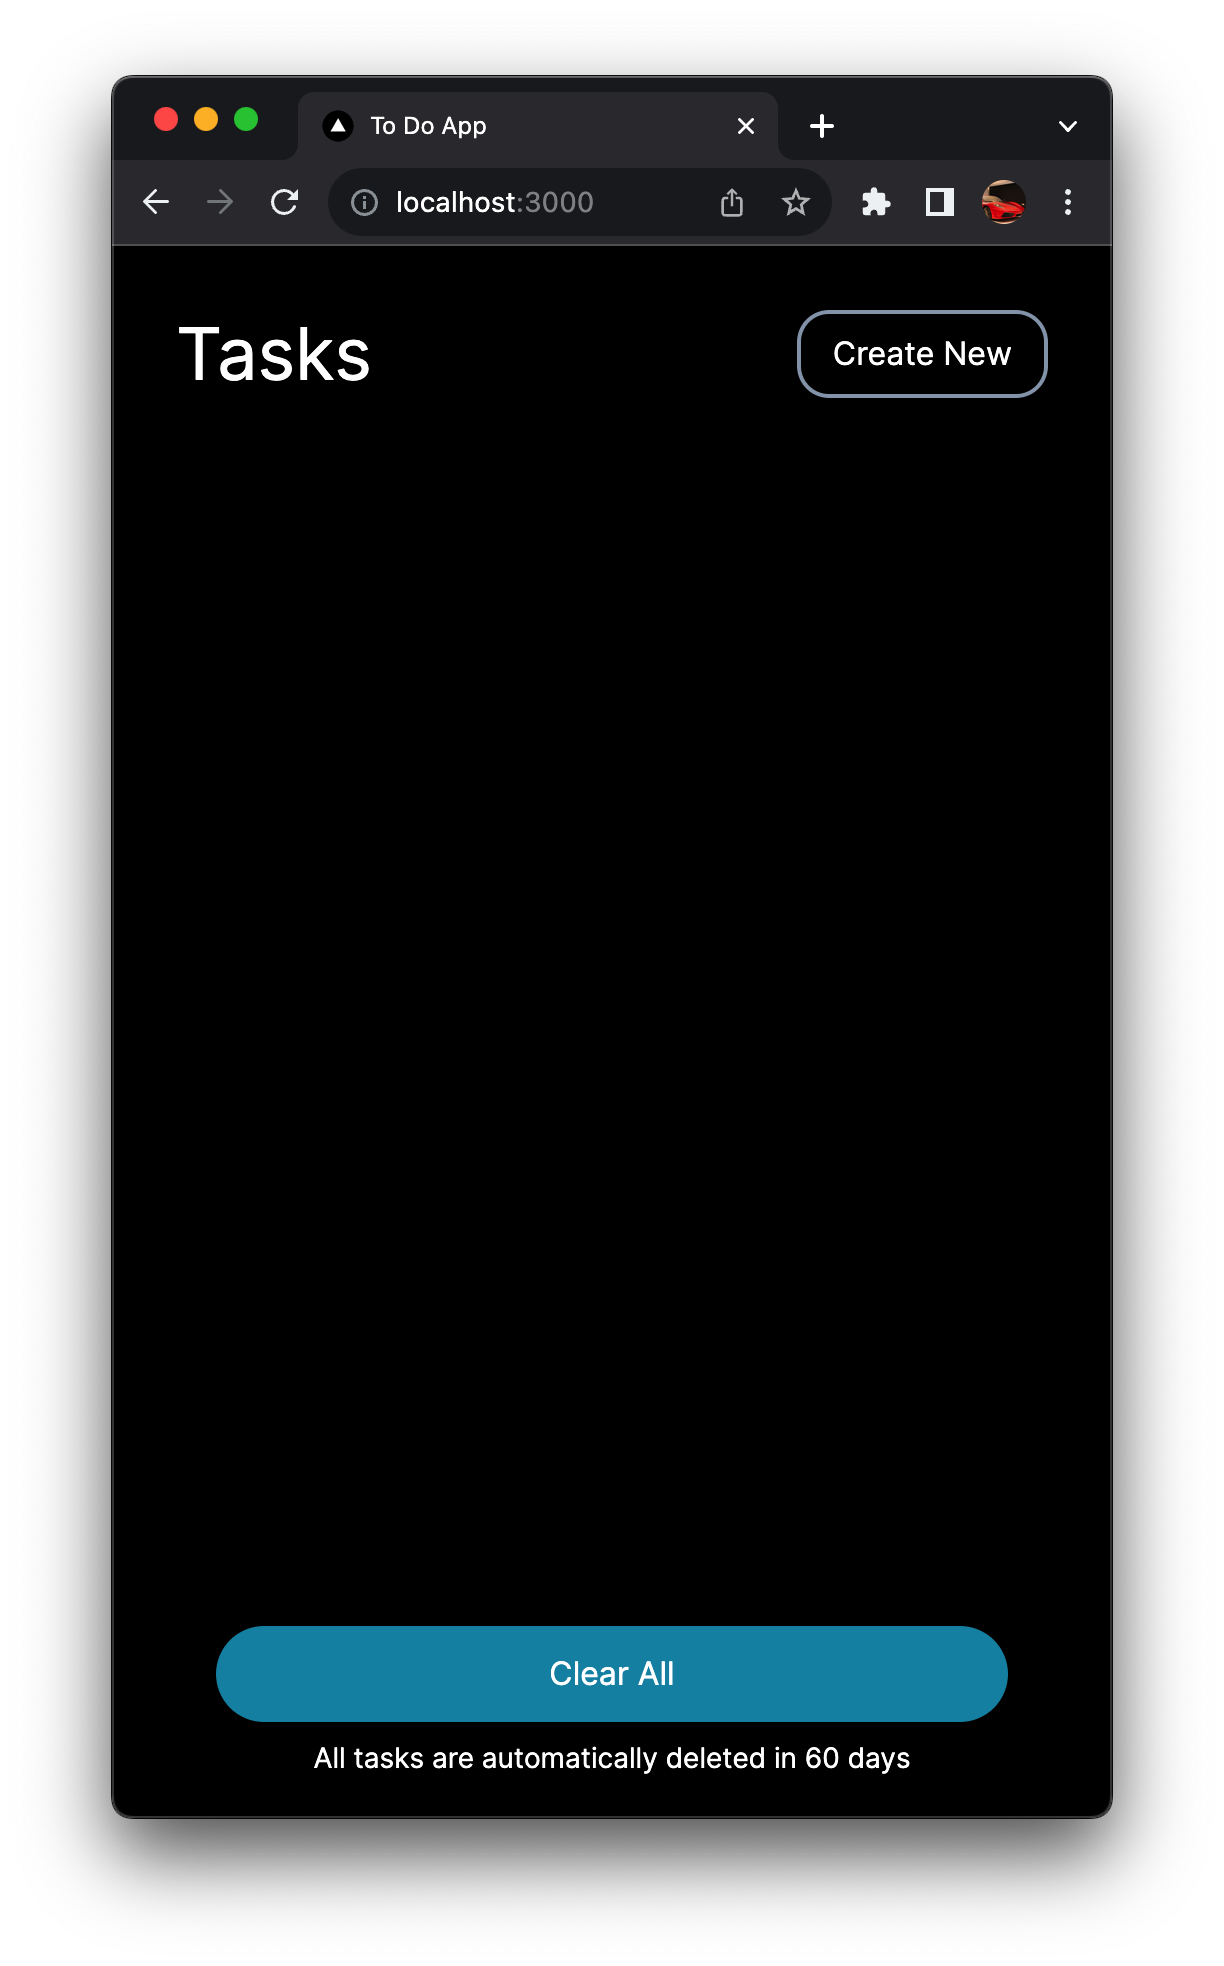 To Do App
localhost:3000
Tasks
Create New
Clear All
All tasks are automatically deleted in 60 days